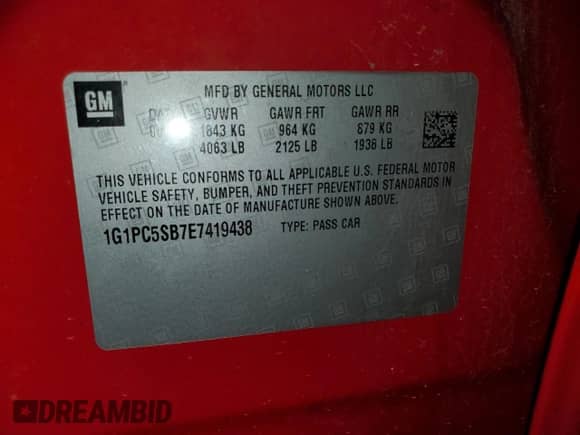 GM
MFD BY GENERAL MOTORS LLC
GVWR GAWR FRT GAWR RR
1843 KG 964 KG 879 KG
4063 LB 2125 LB 1938 LB
THIS VEHICLE CONFORMS TO ALL APPLICABLE U.S. FEDERAL MOTOR
VEHICLE SAFETY, BUMPER, AND THEFT PREVENTION STANDARDS IN
EFFECT ON THE DATE OF MANUFACTURE SHOWN ABOVE.
1G1PC5SB7E7419438 TYPE: PASS CAR
DREAMBID